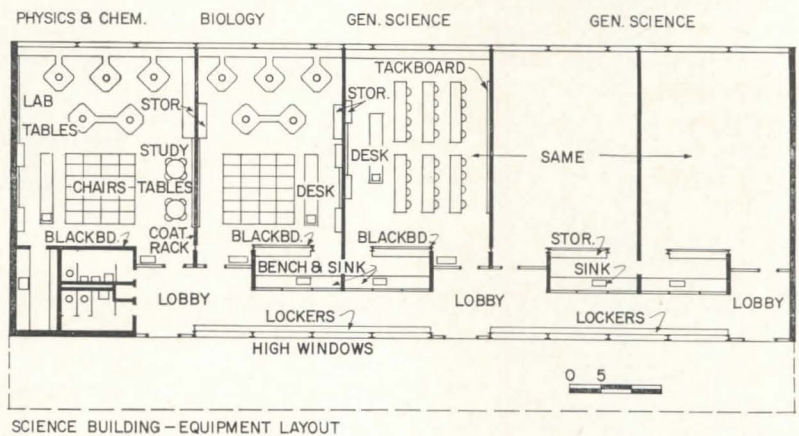 PHYSICS & CHEM. BIOLOGY GEN. SCIENCE GEN. SCIENCE
TACKBOARD
LAB
TABLES
STOR.
STOR.
STUDY
TABLES
CHAIRS
DESK
DESK
SAME
COAT.
RACK
BLACKBD.
BLACKBD.
BLACKBD.
STOR.
BENCH & SINK
SINK
LOBBY
LOBBY
LOBBY
LOCKERS
LOCKERS
HIGH WINDOWS
0 5
SCIENCE BUILDING – EQUIPMENT LAYOUT